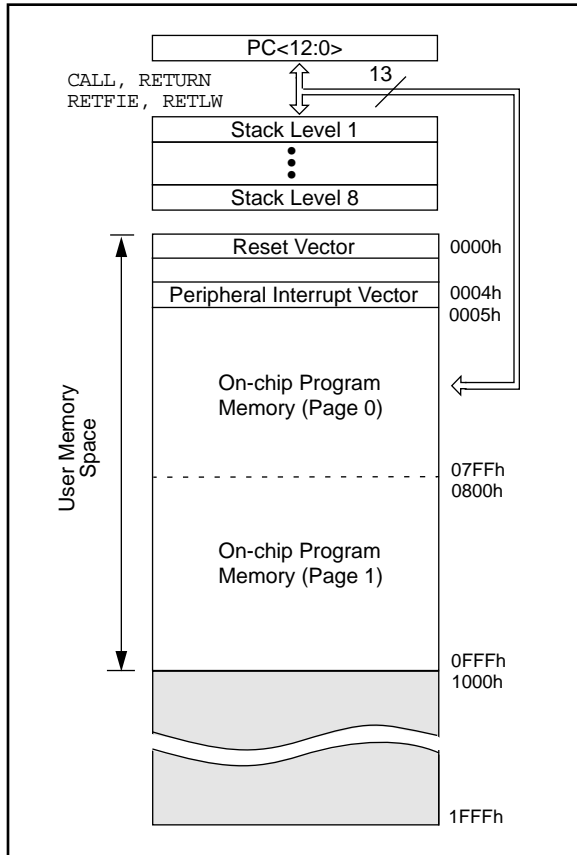 PC<12:0>
CALL, RETURN
RETFIE, RETLW
13
Stack Level 1
Stack Level 8
Reset Vector
0000h
Peripheral Interrupt Vector
0004h
0005h
On-chip Program
Memory (Page 0)
User Memory
Space
07FFh
0800h
On-chip Program
Memory (Page 1)
0FFFh
1000h
1FFFh